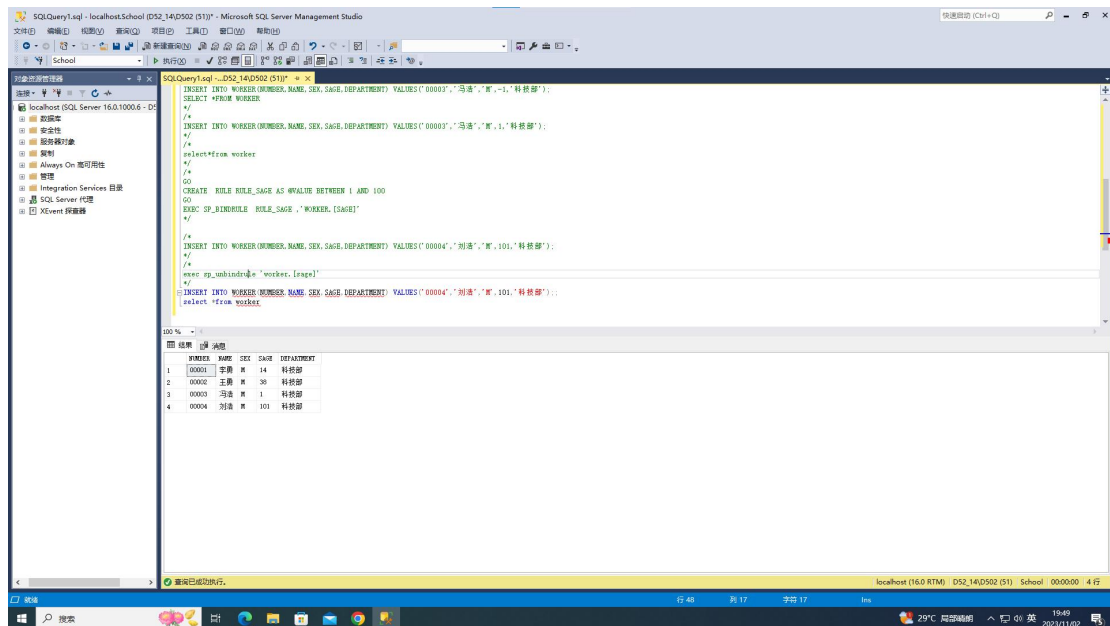 SQLQuery1.sql - localhost.School (D52_14\D502 (51))* - Microsoft SQL Server Management Studio
快速启动 (Ctrl+Q)
文件(F) 编辑(E) 视图(V) 查询(Q) 项目(P) 工具(T) 窗口(W) 帮助(H)
新建查询(N)
School
执行(X)
对象资源管理器
SQLQuery1.sql -...D52_14\D502 (51))*
连接
localhost (SQL Server 16.0.1000.6 - D5
数据库
安全性
服务器对象
复制
Always On 高可用性
管理
Integration Services 目录
SQL Server 代理
XEvent 探查器
INSERT INTO WORKER(NUMBER,NAME,SEX,SAGE,DEPARTMENT) VALUES('00003','冯浩','M',-1,'科技部');
SELECT *FROM WORKER
*/
/*
INSERT INTO WORKER(NUMBER,NAME,SEX,SAGE,DEPARTMENT) VALUES('00003','冯浩','M',1,'科技部');
*/
/*
select*from worker
*/
/*
GO
CREATE RULE RULE_SAGE AS @VALUE BETWEEN 1 AND 100
GO
EXEC SP_BINDRULE RULE_SAGE ,'WORKER.[SAGE]'
*/
/*
INSERT INTO WORKER(NUMBER,NAME,SEX,SAGE,DEPARTMENT) VALUES('00004','刘浩','M',101,'科技部');
*/
/*
exec sp_unbindrule 'worker.[sage]'
*/
INSERT INTO WORKER(NUMBER,NAME,SEX,SAGE,DEPARTMENT) VALUES('00004','刘浩','M',101,'科技部');;
select *from worker
100 %
结果 消息
NUMBER NAME SEX SAGE DEPARTMENT
1 00001 李勇 M 14 科技部
2 00002 王勇 M 38 科技部
3 00003 冯浩 M 1 科技部
4 00004 刘浩 M 101 科技部
查询已成功执行。
localhost (16.0 RTM) D52_14\D502 (51) School 00:00:00 4 行
就绪
行 48 列 17 字符 17 Ins
搜索
29°C 局部晴朗
英
19:49
2023/11/02